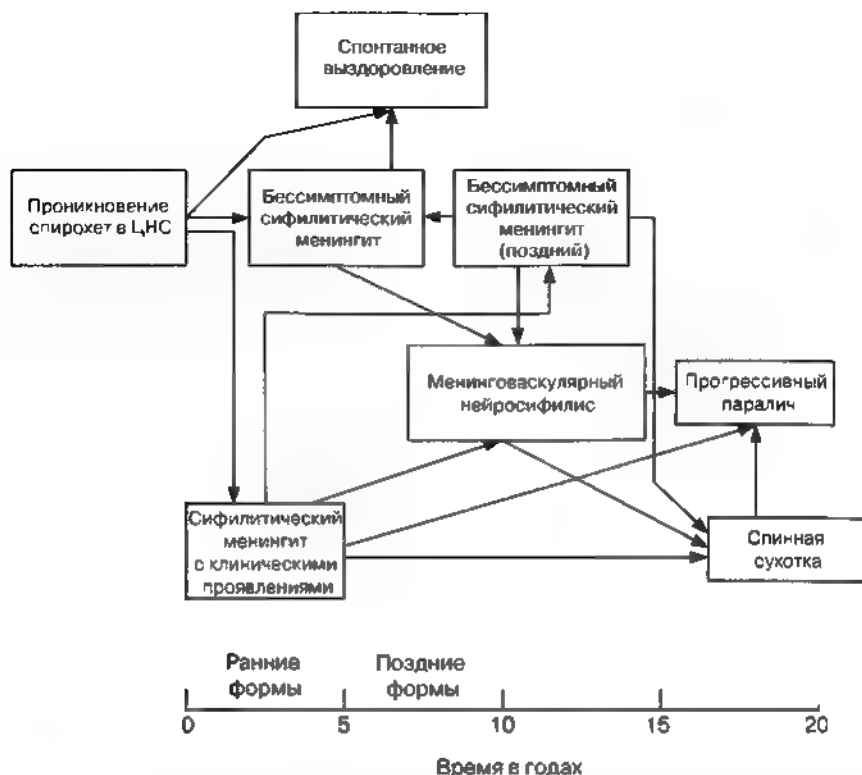 Спонтанное
выздоровление
Проникновение
спирохет в ЦНС
Бессимптомный
сифилитический
менингит
Бессимптомный
сифилитический
менингит
(поздний)
Менинговаскулярный
нейросифилис
Прогрессивный
паралич
Сифилитический
менингит
с клиническими
проявлениями
Спинная
сухотка
Ранние
формы
Поздние
формы
0 5 10 15 20
Время в годах